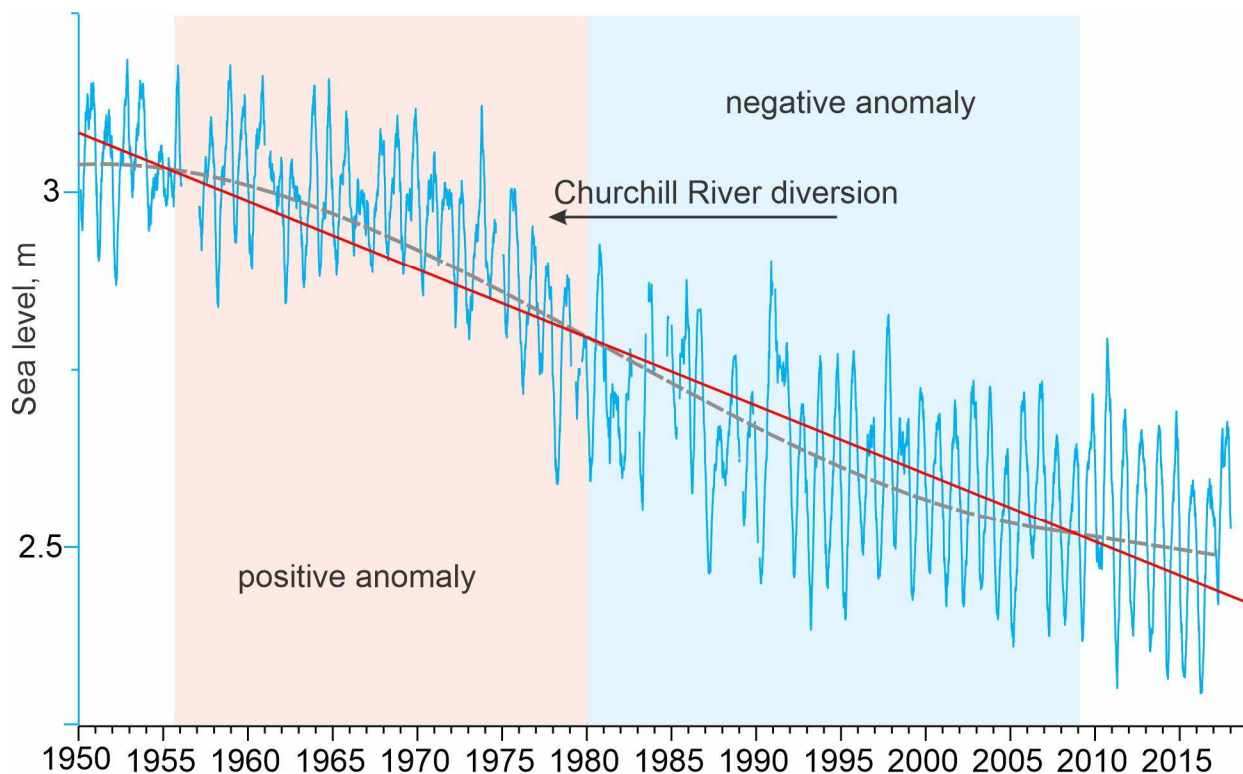 negative anomaly
3
Churchill River diversion
Sea level, m
2.5
positive anomaly
1950 1955 1960 1965 1970 1975 1980 1985 1990 1995 2000 2005 2010 2015